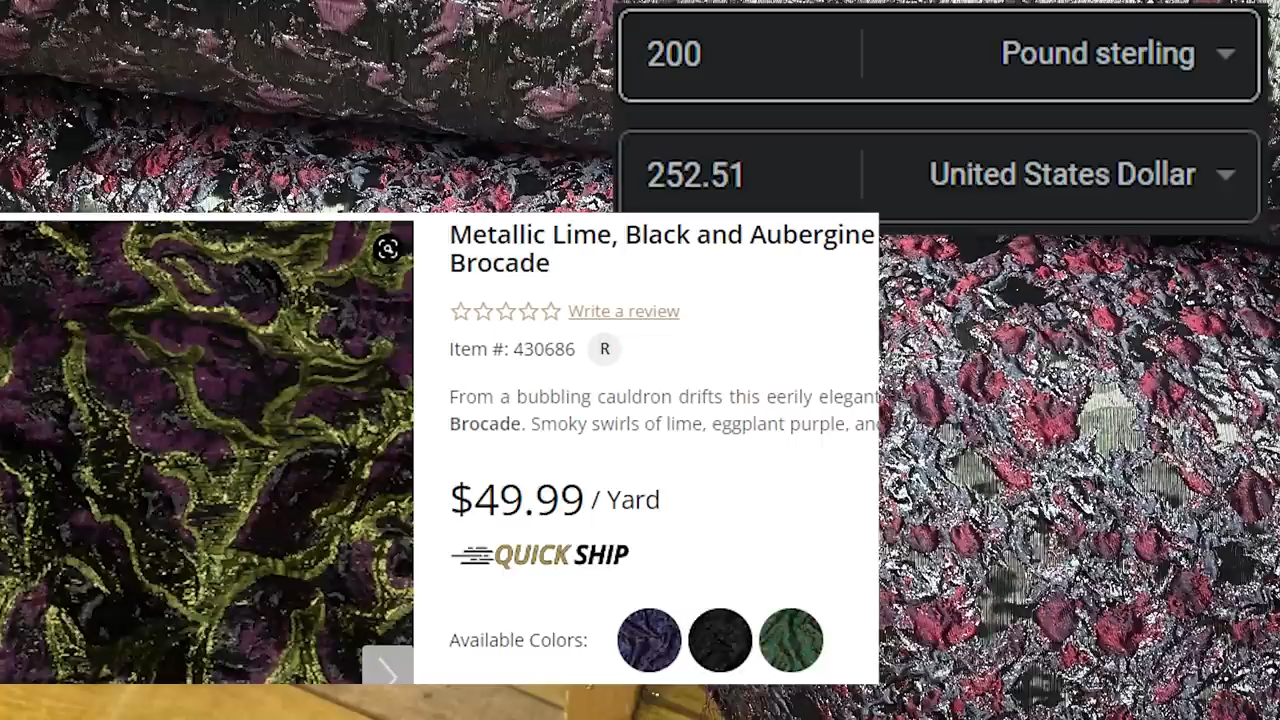 200 Pound sterling
252.51 United States Dollar
Metallic Lime, Black and Aubergine
Brocade
Write a review
Item #: 430686 R
From a bubbling cauldron drifts this eerily elegant
Brocade. Smoky swirls of lime, eggplant purple, and
$49.99 / Yard
QUICK SHIP
Available Colors: